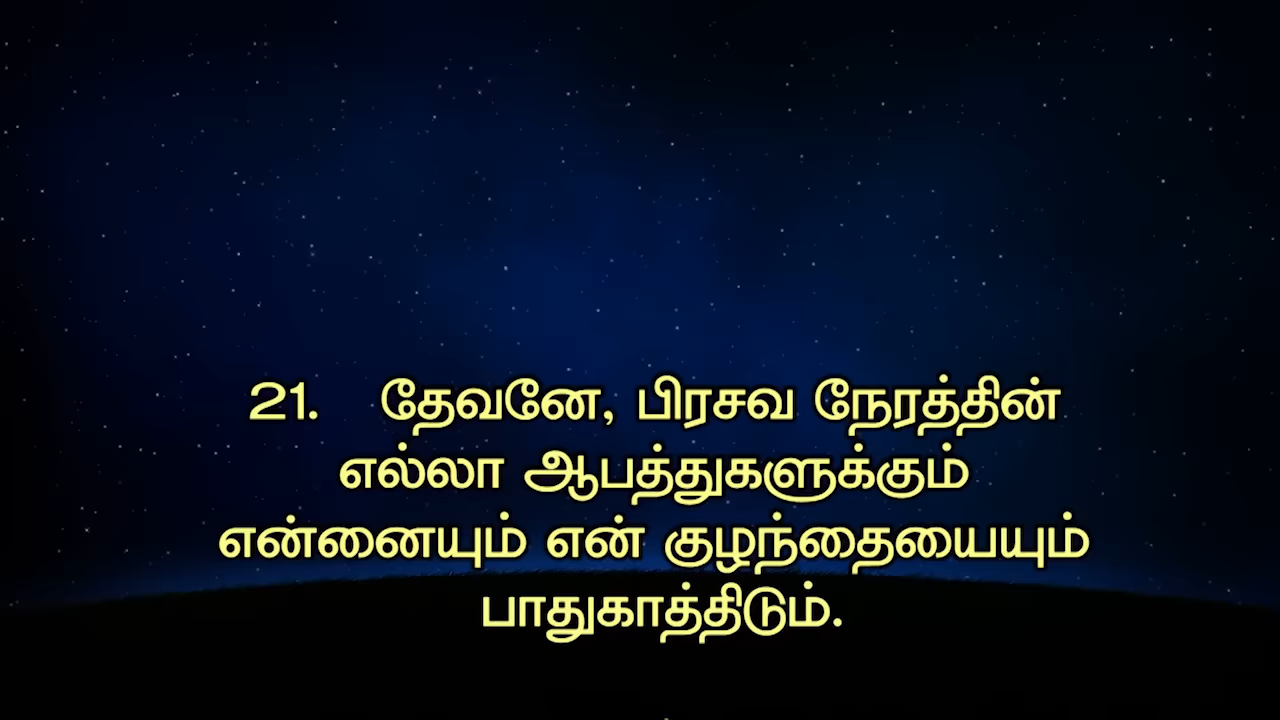 21. தேவனே, பிரசவ நேரத்தின்
எல்லா ஆபத்துகளுக்கும்
என்னையும் என் குழந்தையையும்
பாதுகாத்திடும்.